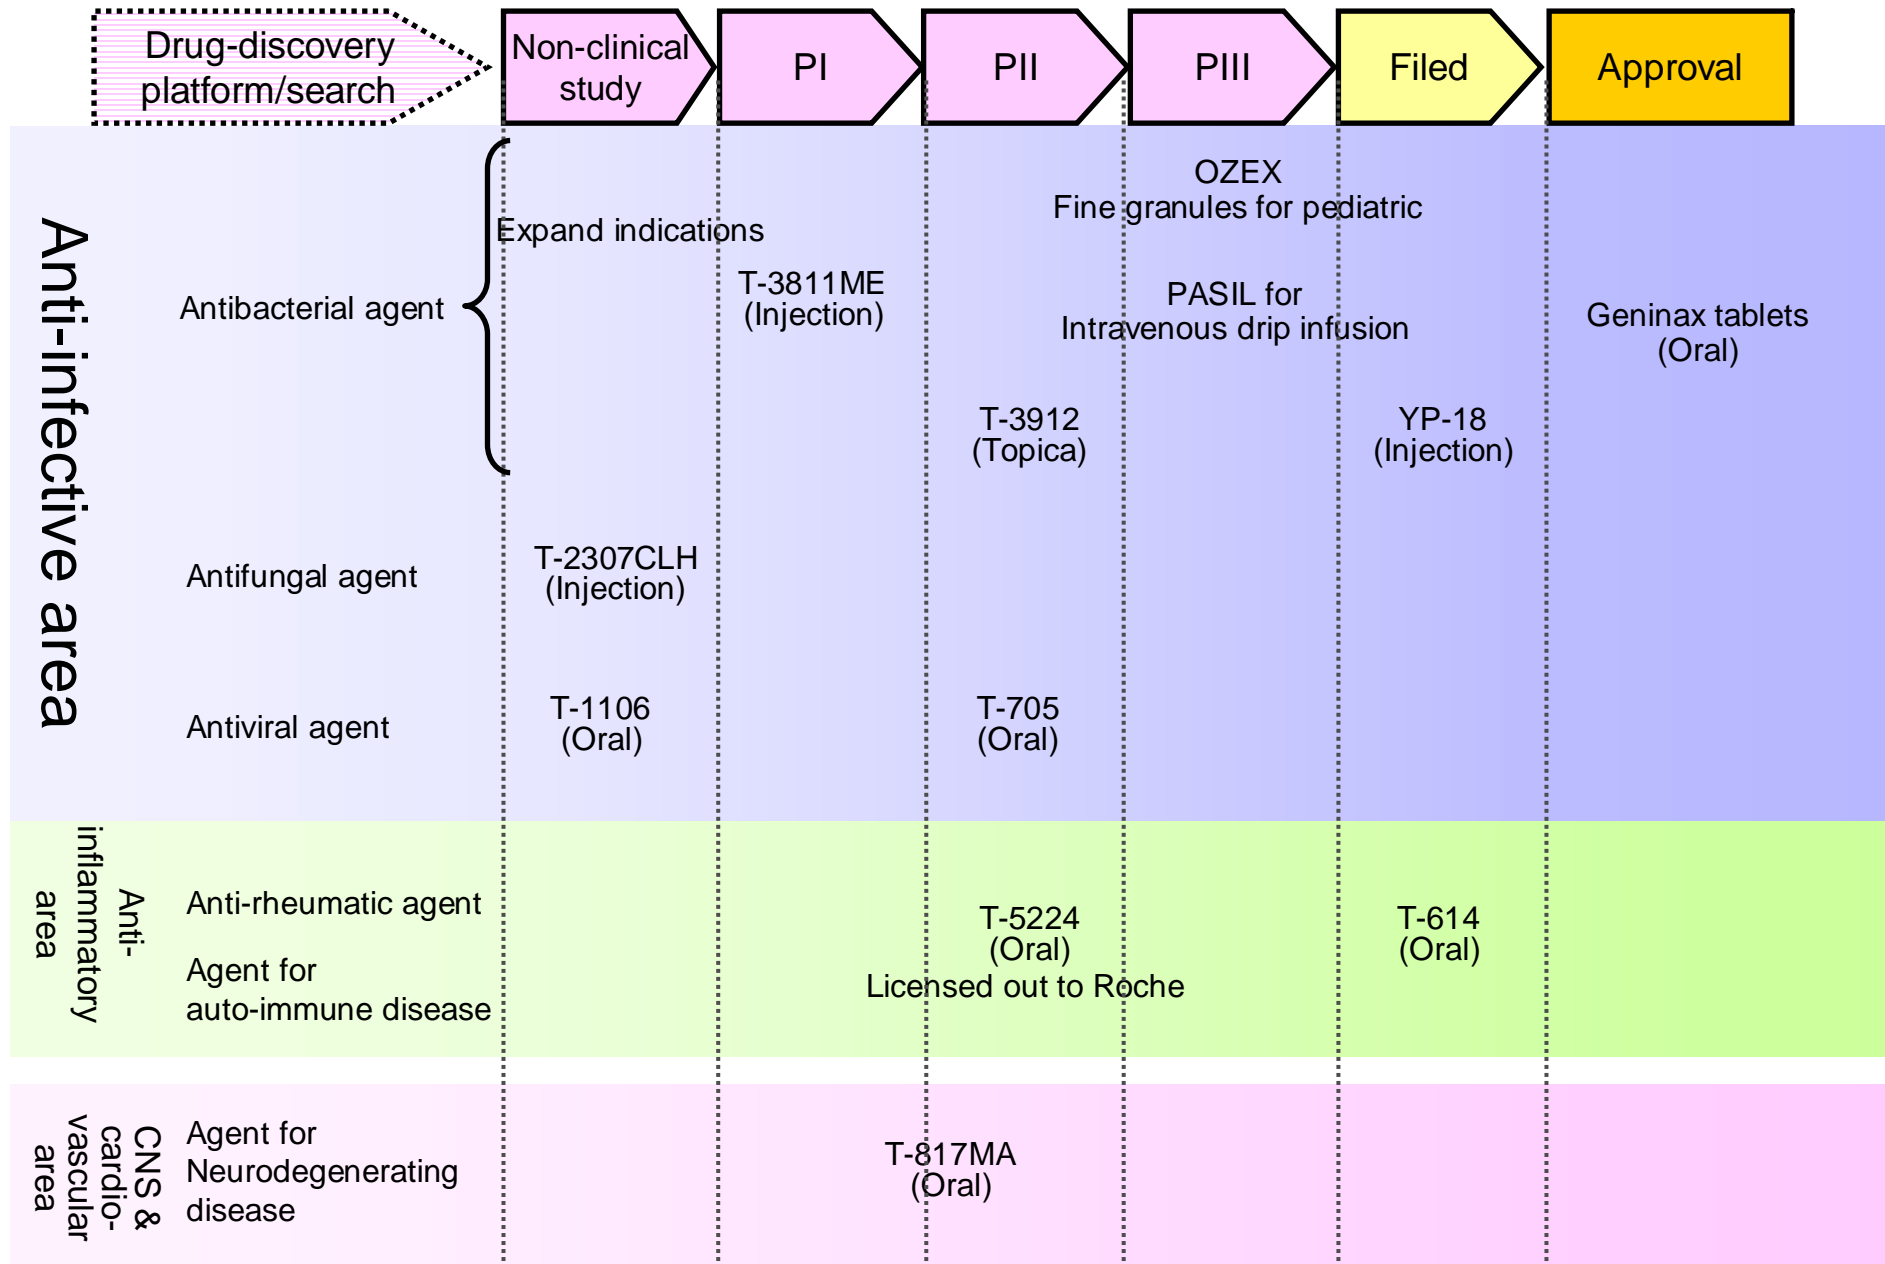 Drug-discovery
platform/search
Non-clinical
study
PI
PII
PIII
Filed
Approval
Anti-infective area
Antibacterial agent
Expand indications
T-3811ME
(Injection)
OZEX
Fine granules for pediatric
PASIL for
Intravenous drip infusion
Geninax tablets
(Oral)
T-3912
(Topica)
YP-18
(Injection)
Antifungal agent
T-2307CLH
(Injection)
Antiviral agent
T-1106
(Oral)
T-705
(Oral)
Anti-
inflammatory
area
Anti-rheumatic agent
Agent for
auto-immune disease
T-5224
(Oral)
Licensed out to Roche
T-614
(Oral)
CNS &
cardio-
vascular
area
Agent for
Neurodegenerating
disease
T-817MA
(Oral)